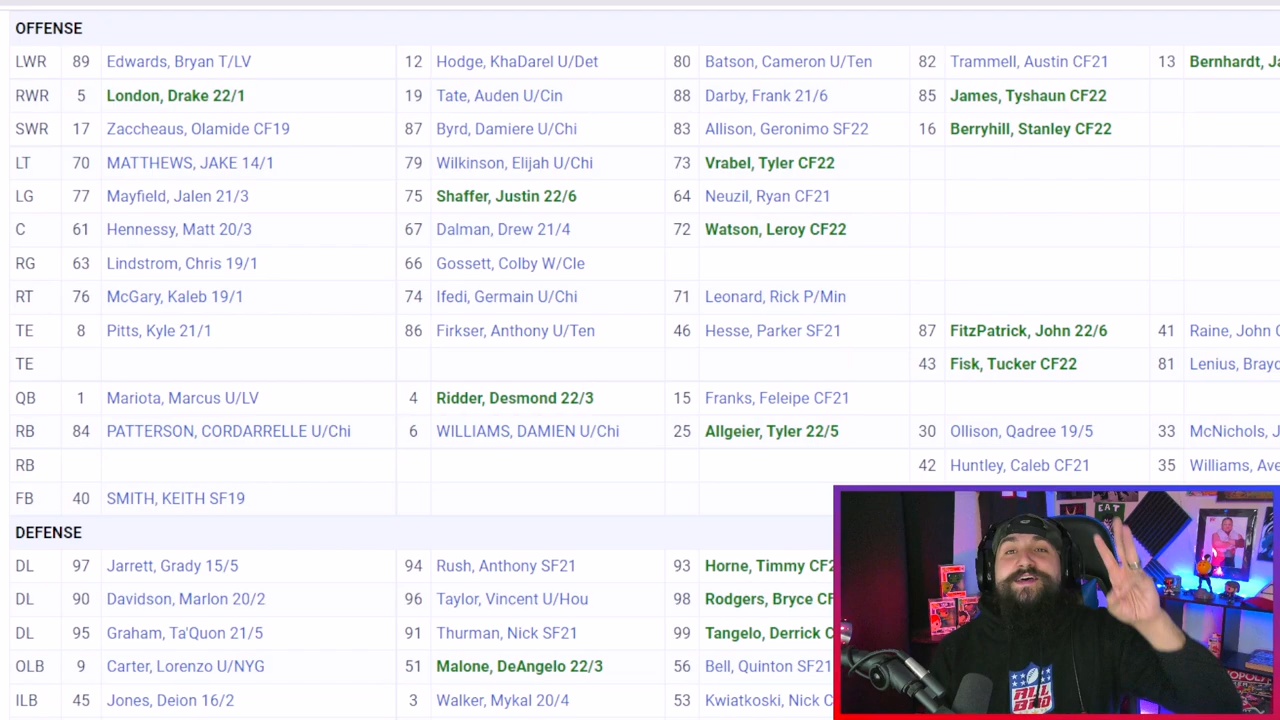 OFFENSE
LWR 89 Edwards, Bryan T/LV 12 Hodge, KhaDarel U/Det 80 Batson, Cameron U/Ten 82 Trammell, Austin CF21 13 Bernhardt, Ja
RWR 5 London, Drake 22/1 19 Tate, Auden U/Cin 88 Darby, Frank 21/6 85 James, Tyshaun CF22
SWR 17 Zaccheaus, Olamide CF19 87 Byrd, Damiere U/Chi 83 Allison, Geronimo SF22 16 Berryhill, Stanley CF22
LT 70 MATTHEWS, JAKE 14/1 79 Wilkinson, Elijah U/Chi 73 Vrabel, Tyler CF22
LG 77 Mayfield, Jalen 21/3 75 Shaffer, Justin 22/6 64 Neuzil, Ryan CF21
C 61 Hennessy, Matt 20/3 67 Dalman, Drew 21/4 72 Watson, Leroy CF22
RG 63 Lindstrom, Chris 19/1 66 Gossett, Colby W/Cle
RT 76 McGary, Kaleb 19/1 74 Ifedi, Germain U/Chi 71 Leonard, Rick P/Min
TE 8 Pitts, Kyle 21/1 86 Firkser, Anthony U/Ten 46 Hesse, Parker SF21 87 FitzPatrick, John 22/6 41 Raine, John
TE 43 Fisk, Tucker CF22 81 Lenius, Brayd
QB 1 Mariota, Marcus U/LV 4 Ridder, Desmond 22/3 15 Franks, Feleipe CF21
RB 84 PATTERSON, CORDARRELLE U/Chi 6 WILLIAMS, DAMIEN U/Chi 25 Allgeier, Tyler 22/5 30 Ollison, Qadree 19/5 33 McNichols, J
RB 42 Huntley, Caleb CF21 35 Williams, Ave
FB 40 SMITH, KEITH SF19
DEFENSE
DL 97 Jarrett, Grady 15/5 94 Rush, Anthony SF21 93 Horne, Timmy CF2
DL 90 Davidson, Marlon 20/2 96 Taylor, Vincent U/Hou 98 Rodgers, Bryce CF
DL 95 Graham, Ta'Quon 21/5 91 Thurman, Nick SF21 99 Tangelo, Derrick C
OLB 9 Carter, Lorenzo U/NYG 51 Malone, DeAngelo 22/3 56 Bell, Quinton SF21
ILB 45 Jones, Deion 16/2 3 Walker, Mykal 20/4 53 Kwiatkoski, Nick C
EAT
NFL
ALL